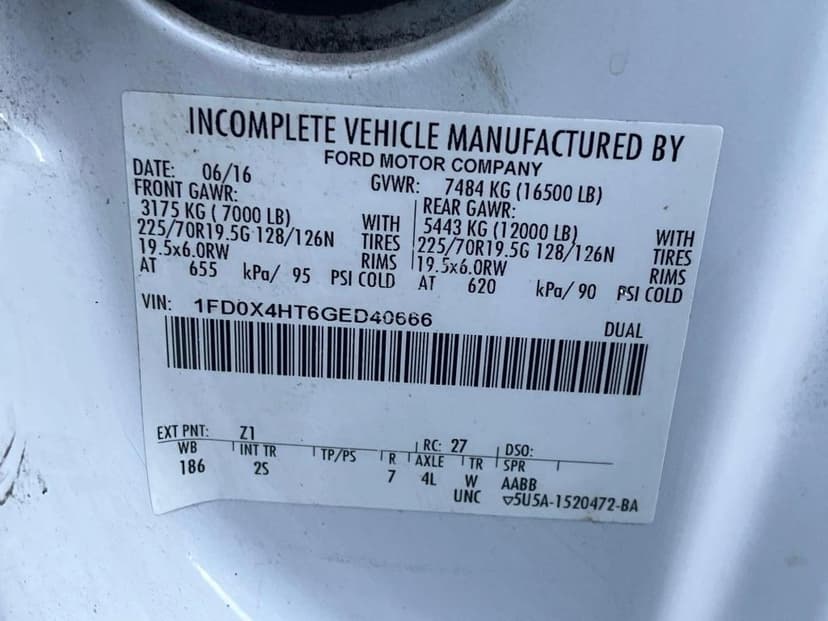 INCOMPLETE VEHICLE MANUFACTURED BY
FORD MOTOR COMPANY
DATE: 06/16 GVWR: 7484 KG (16500 LB)
FRONT GAWR: REAR GAWR:
3175 KG ( 7000 LB) WITH 5443 KG (12000 LB) WITH
225/70R19.5G 128/126N TIRES 225/70R19.5G 128/126N TIRES
19.5x6.0RW RIMS 19.5x6.0RW RIMS
AT 655 kPa/ 95 PSI COLD AT 620 kPa/ 90 PSI COLD
VIN: 1FD0X4HT6GED40666 DUAL
EXT PNT: Z1 RC: 27 DSO:
WB INT TR TP/PS R AXLE TR SPR
186 2S 7 4L W AABB
UNC ▽5U5A-1520472-BA